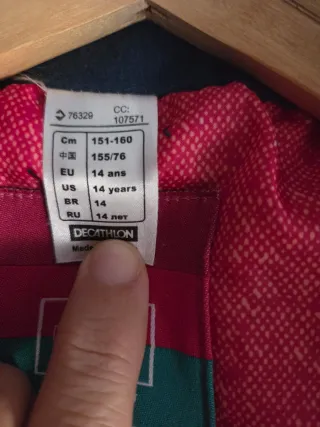 76329 CC:
107571
Cm 151-160
中国 155/76
EU 14 ans
US 14 years
BR 14
RU 14 лет
DECATHLON
Made